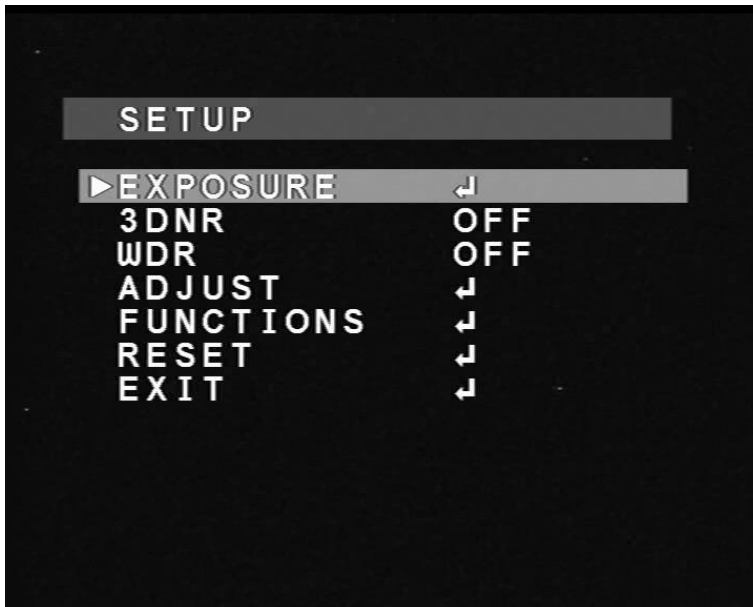 SETUP
▶EXPOSURE ↲
3DNR OFF
WDR OFF
ADJUST ↲
FUNCTIONS ↲
RESET ↲
EXIT ↲